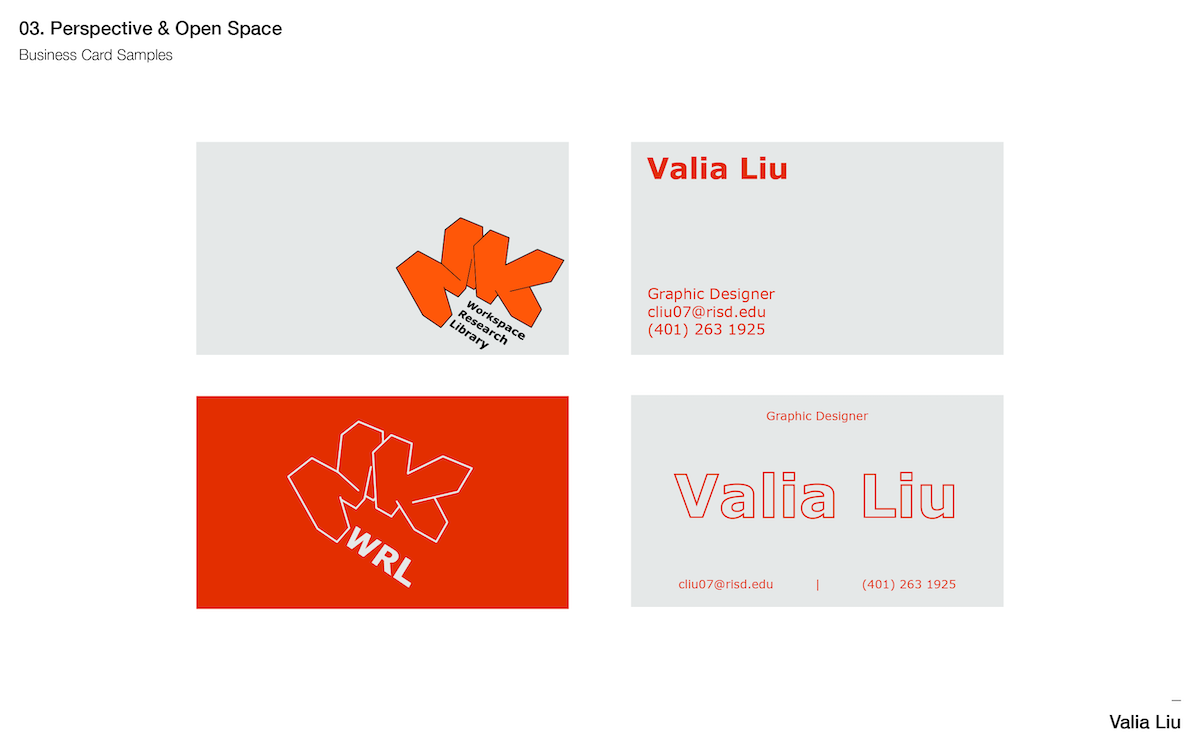 03. Perspective & Open Space
Business Card Samples
Workspace
Research
Library
Valia Liu
Graphic Designer
cliu07@risd.edu
(401) 263 1925
WRL
Graphic Designer
Valia Liu
cliu07@risd.edu | (401) 263 1925
Valia Liu